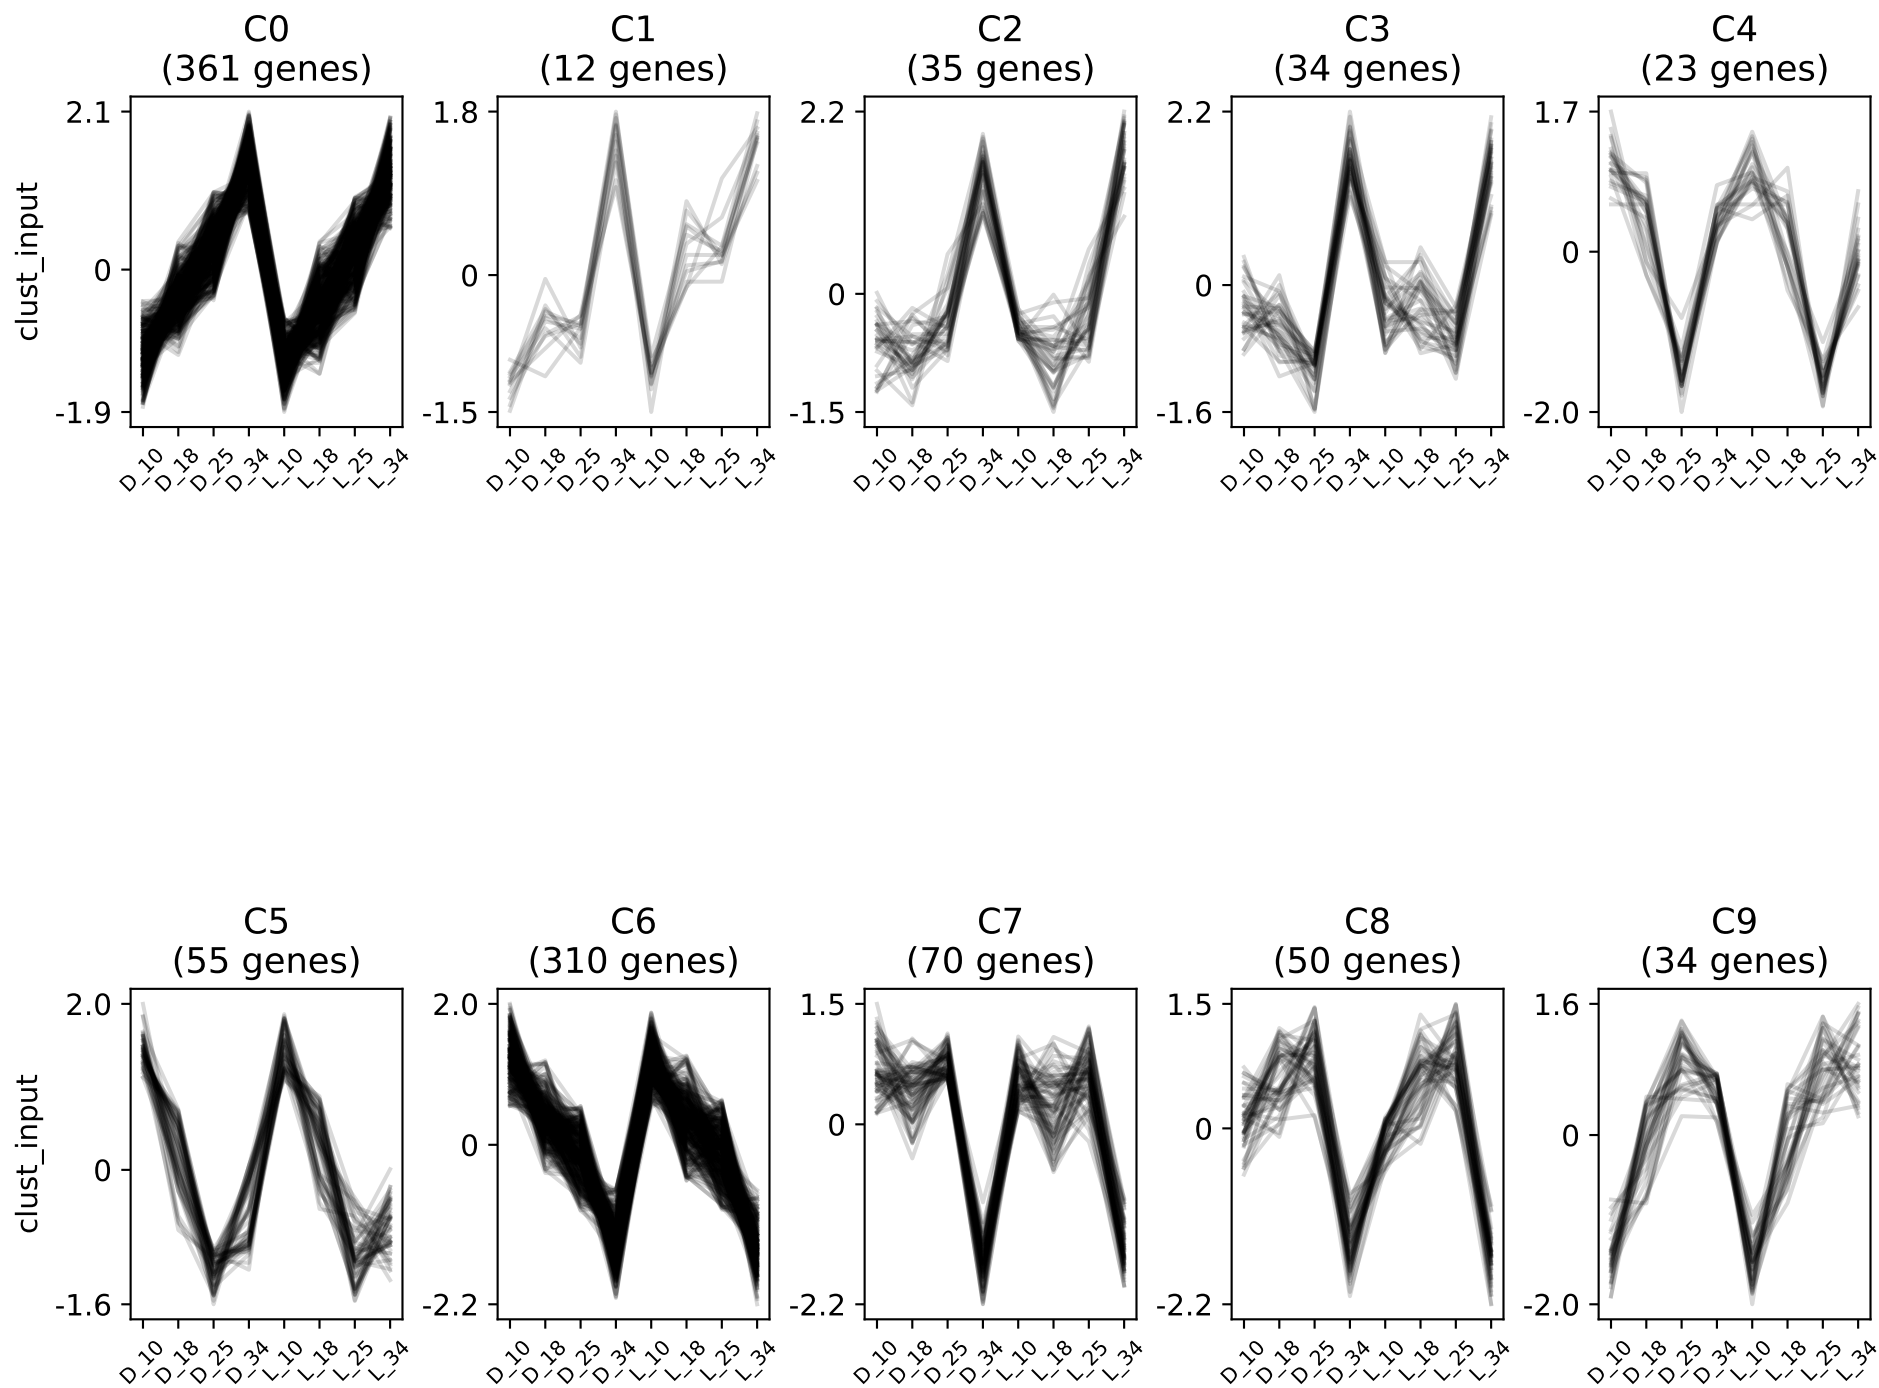 C0
(361 genes)
C1
(12 genes)
C2
(35 genes)
C3
(34 genes)
C4
(23 genes)
clust_input
2.1
0
-1.9
D_10
D_18
D_25
D_34
L_10
L_18
L_25
L_34
1.8
0
-1.5
D_10
D_18
D_25
D_34
L_10
L_18
L_25
L_34
2.2
0
-1.5
D_10
D_18
D_25
D_34
L_10
L_18
L_25
L_34
2.2
0
-1.6
D_10
D_18
D_25
D_34
L_10
L_18
L_25
L_34
1.7
0
-2.0
D_10
D_18
D_25
D_34
L_10
L_18
L_25
L_34
C5
(55 genes)
C6
(310 genes)
C7
(70 genes)
C8
(50 genes)
C9
(34 genes)
clust_input
2.0
0
-1.6
D_10
D_18
D_25
D_34
L_10
L_18
L_25
L_34
2.0
0
-2.2
D_10
D_18
D_25
D_34
L_10
L_18
L_25
L_34
1.5
0
-2.2
D_10
D_18
D_25
D_34
L_10
L_18
L_25
L_34
1.5
0
-2.2
D_10
D_18
D_25
D_34
L_10
L_18
L_25
L_34
1.6
0
-2.0
D_10
D_18
D_25
D_34
L_10
L_18
L_25
L_34